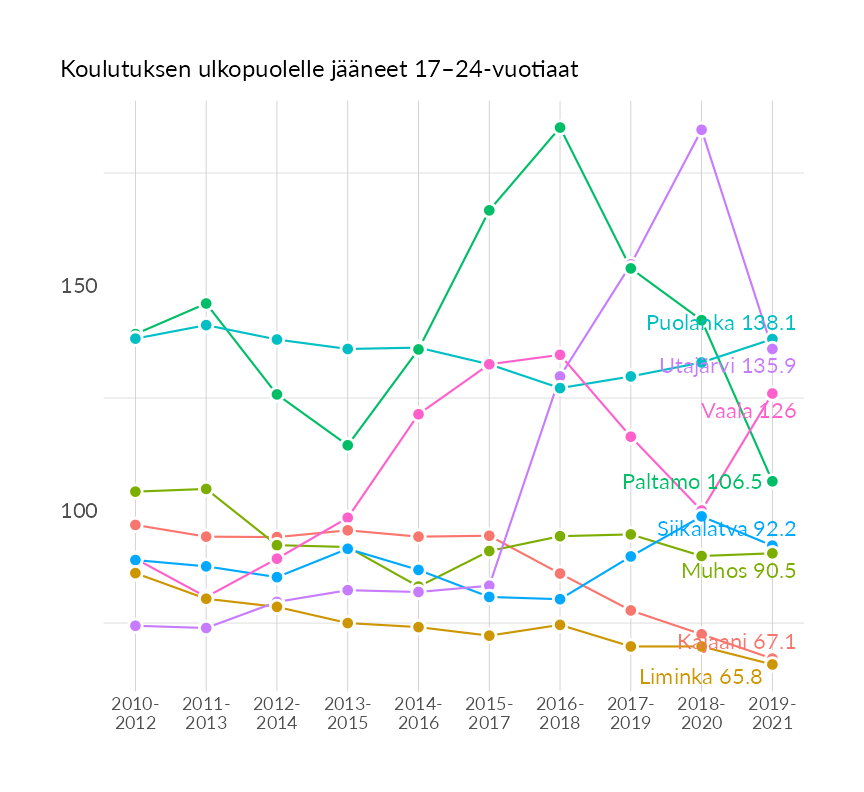 Koulutuksen ulkopuolelle jääneet 17–24-vuotiaat
150
100
Puolanka 138.1
Utajärvi 135.9
Vaala 126
Paltamo 106.5
Siikalatva 92.2
Muhos 90.5
Kajaani 67.1
Liminka 65.8
2010-
2012
2011-
2013
2012-
2014
2013-
2015
2014-
2016
2015-
2017
2016-
2018
2017-
2019
2018-
2020
2019-
2021